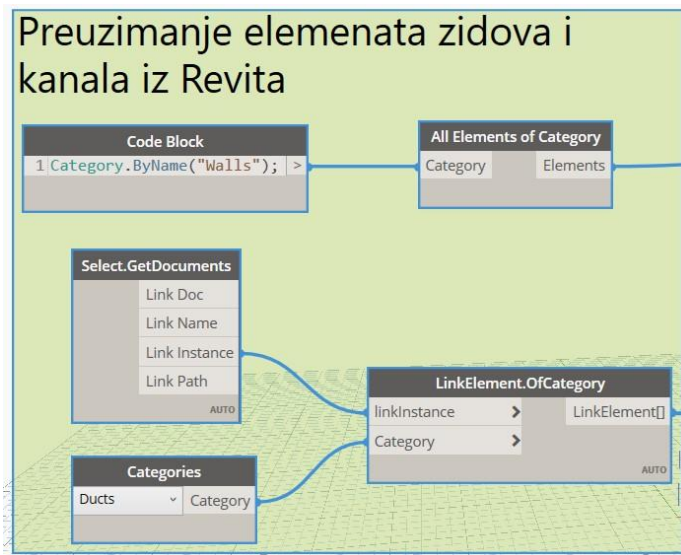 Preuzimanje elemenata zidova i
kanala iz Revita
Code Block
1 Category.ByName("Walls"); >
All Elements of Category
Category Elements
Select.GetDocuments
Link Doc
Link Name
Link Instance
Link Path
AUTO
LinkElement.OfCategory
linkInstance > LinkElement[]
Category >
AUTO
Categories
Ducts Category